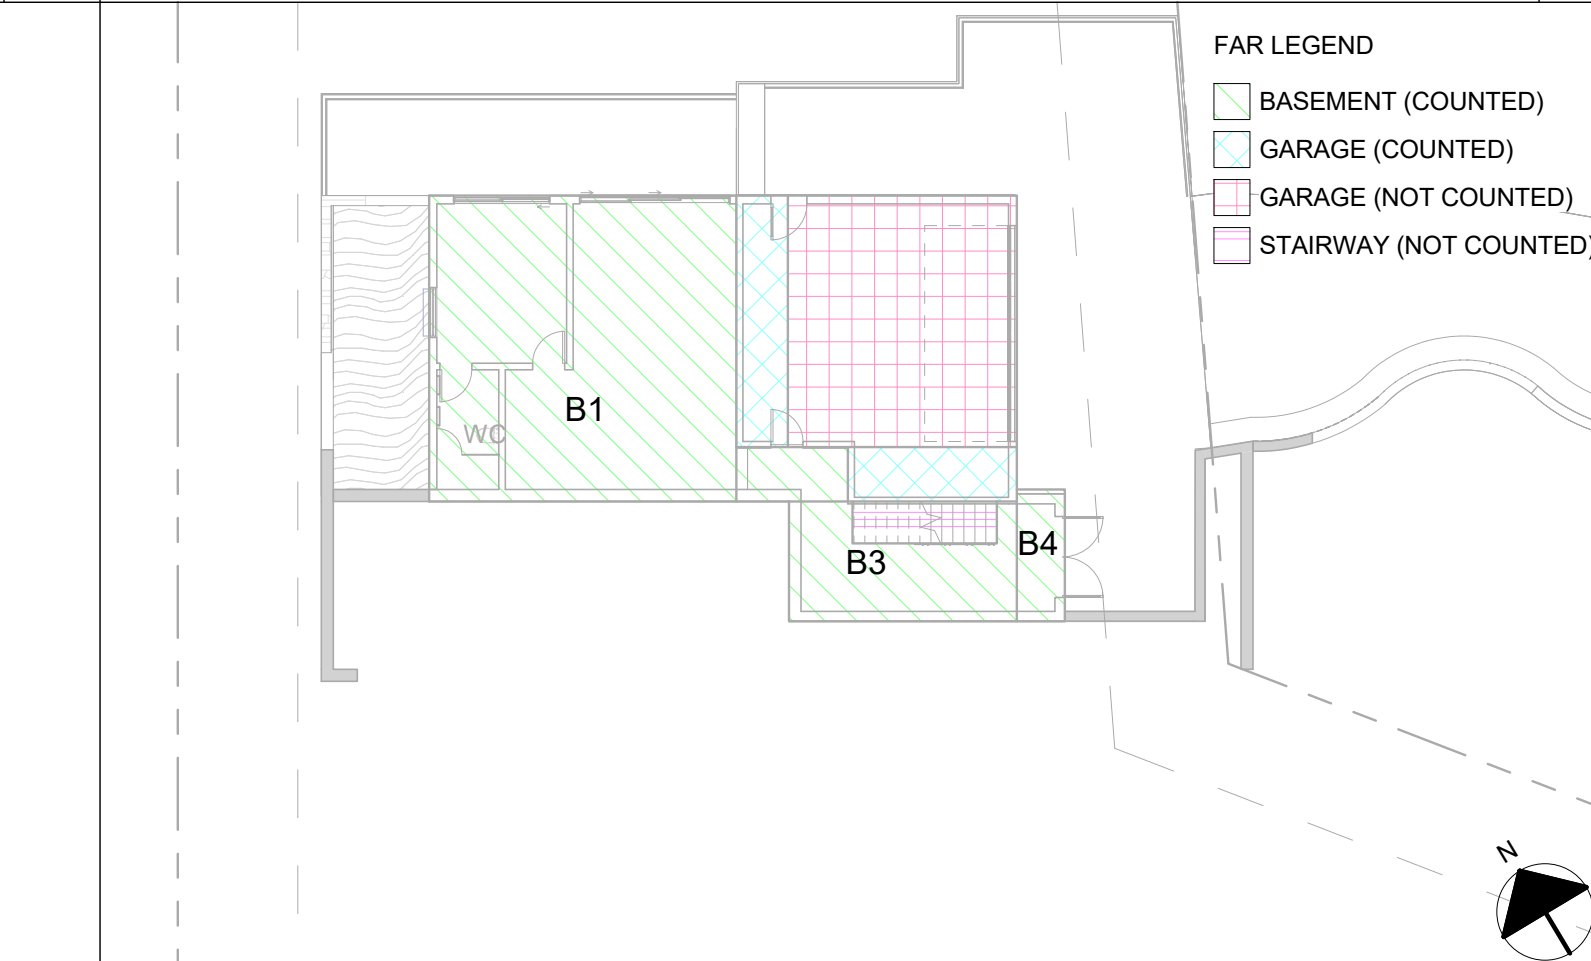 FAR LEGEND
BASEMENT (COUNTED)
GARAGE (COUNTED)
GARAGE (NOT COUNTED)
STAIRWAY (NOT COUNTED)
B1
WC
B3
B4
N